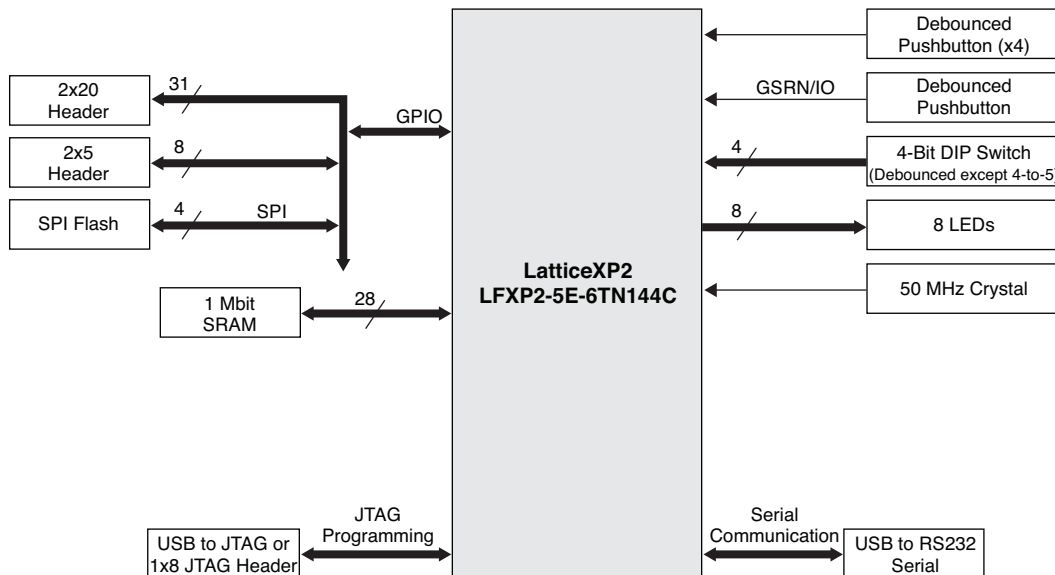 2x20
Header
31
2x5
Header
8
SPI Flash
4
SPI
GPIO
1 Mbit
SRAM
28
USB to JTAG or
1x8 JTAG Header
JTAG
Programming
LatticeXP2
LFXP2-5E-6TN144C
Debounced
Pushbutton (x4)
GSRN/IO
Debounced
Pushbutton
4
4-Bit DIP Switch
(Debounced except 4-to-5)
8
8 LEDs
50 MHz Crystal
Serial
Communication
USB to RS232
Serial